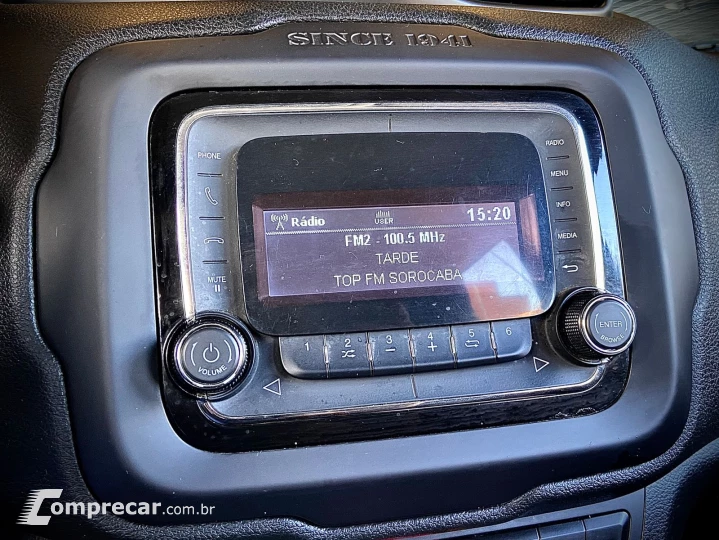 SINCE 1941
PHONE
RADIO
MENU
INFO
MEDIA
MUTE
Rádio
USER
15:20
FM2 - 100.5 MHz
TARDE
TOP FM SOROCABA
1 2 3 4 5 6
- +
VOLUME
ENTER
BROWSE
Comprecar.com.br